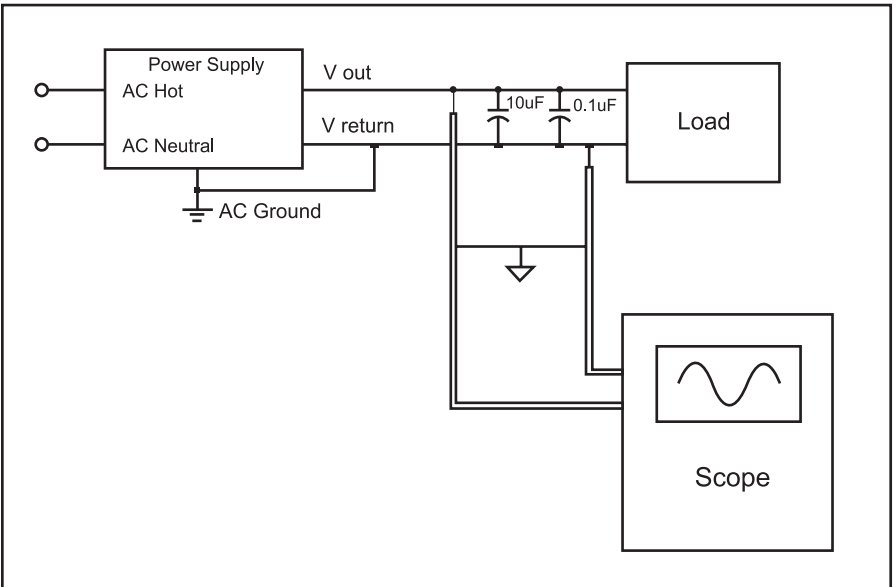 Power Supply
AC Hot
V out
10uF
0.1uF
Load
V return
AC Neutral
AC Ground
Scope